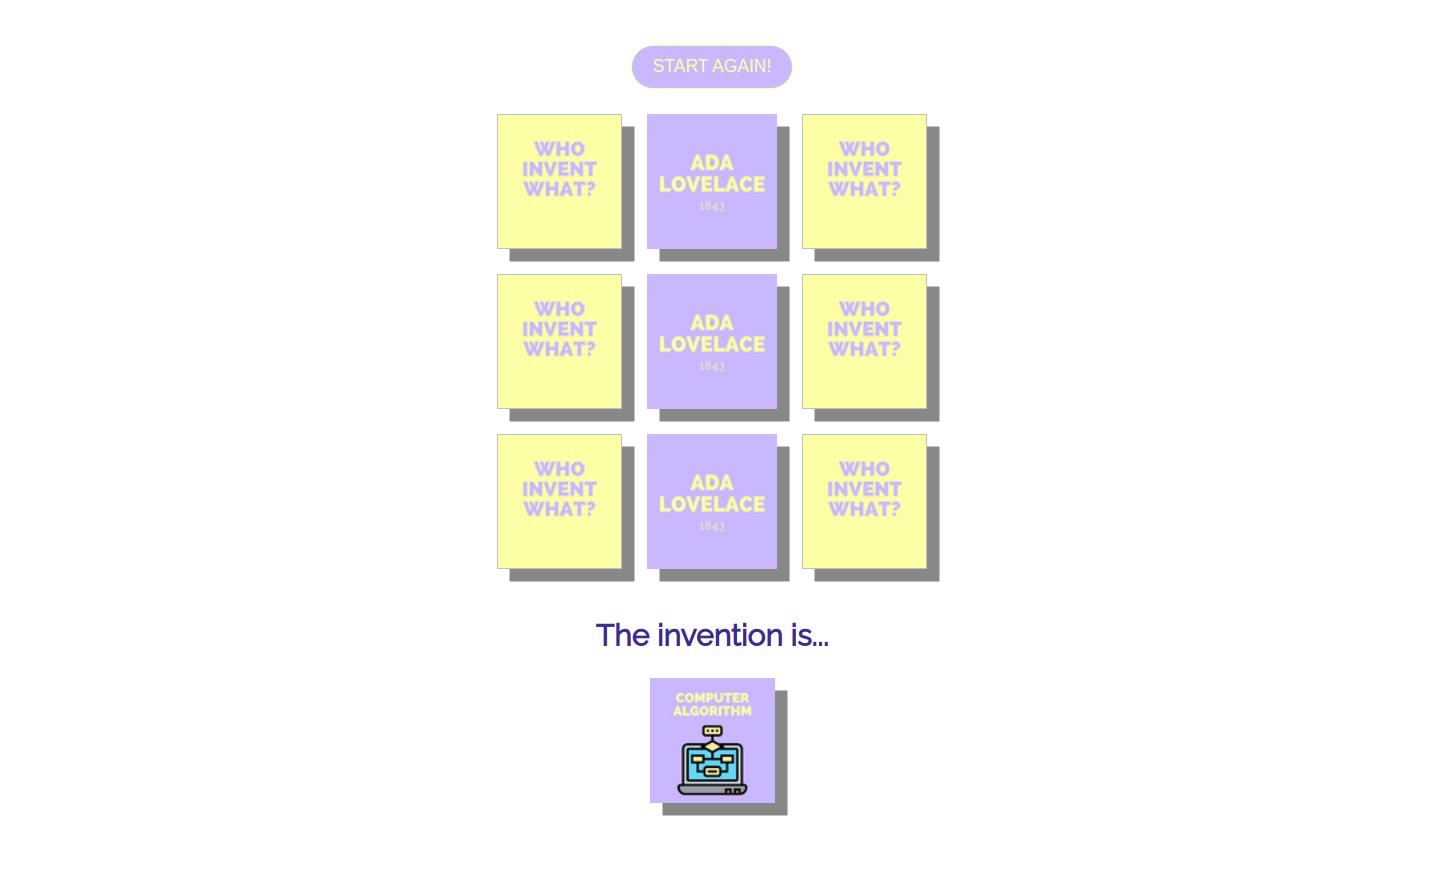 START AGAIN!
WHO
INVENT
WHAT?
ADA
LOVELACE
1843
WHO
INVENT
WHAT?
WHO
INVENT
WHAT?
ADA
LOVELACE
1843
WHO
INVENT
WHAT?
WHO
INVENT
WHAT?
ADA
LOVELACE
1843
WHO
INVENT
WHAT?
The invention is...
COMPUTER
ALGORITHM